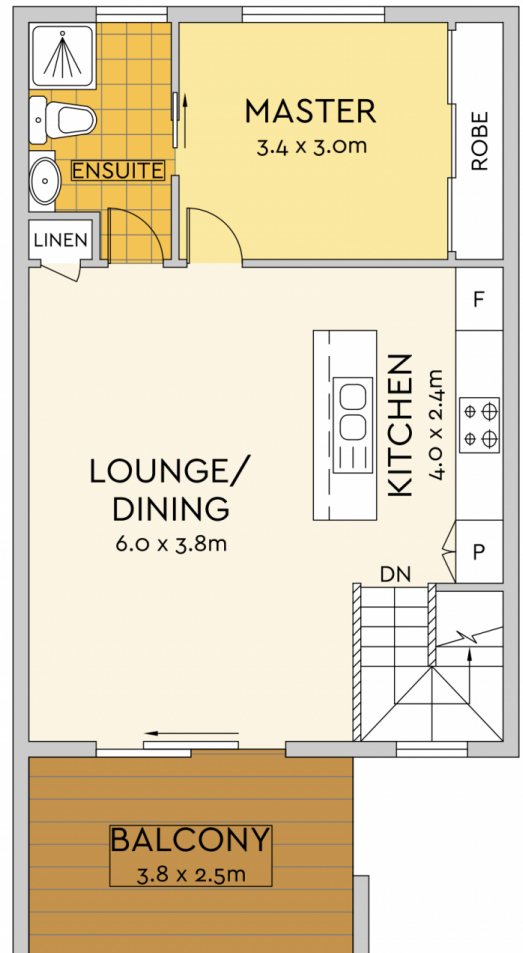 MASTER
3.4 x 3.0m
ROBE
ENSUITE
LINEN
F
KITCHEN
4.0 x 2.4m
LOUNGE/
DINING
6.0 x 3.8m
P
DN
BALCONY
3.8 x 2.5m